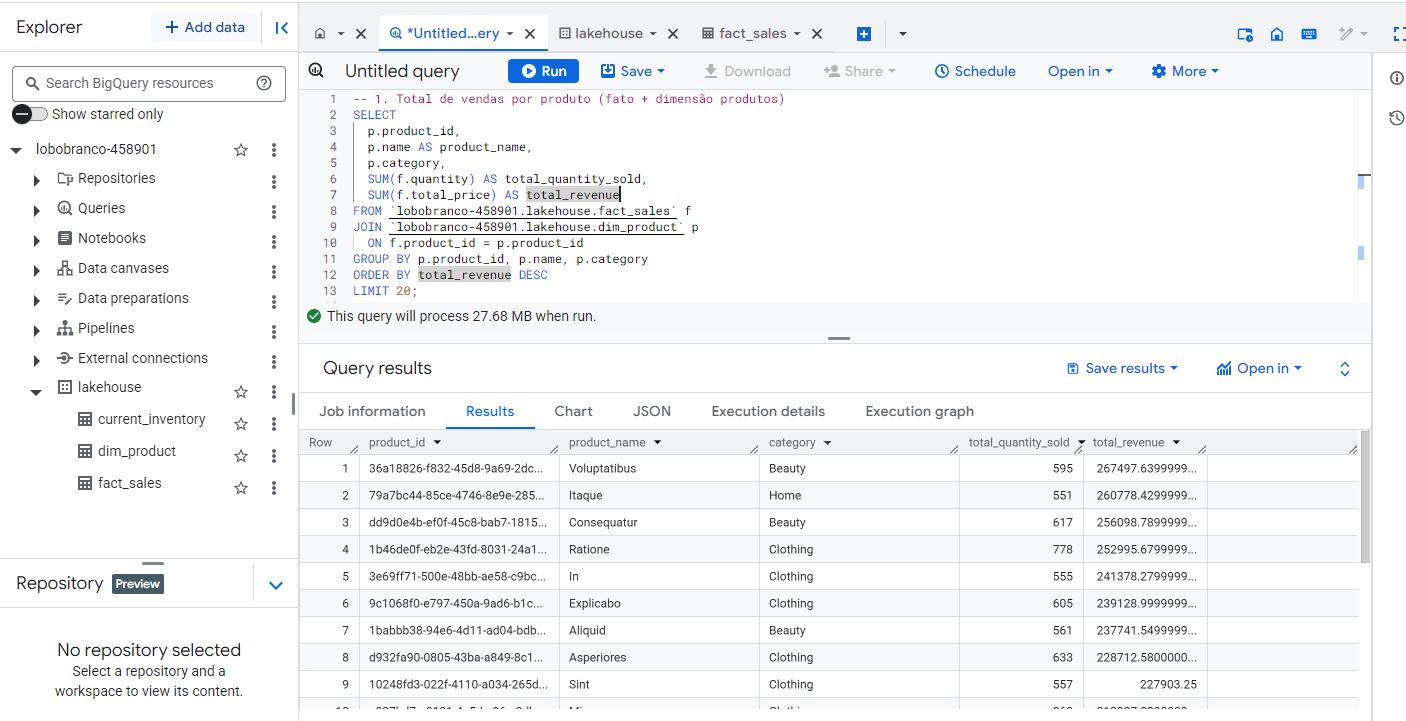 Explorer
+ Add data
Search BigQuery resources
Show starred only
lobobranco-458901
Repositories
Queries
Notebooks
Data canvases
Data preparations
Pipelines
External connections
lakehouse
current_inventory
dim_product
fact_sales
Repository Preview
No repository selected
Select a repository and a
workspace to view its content.
*Untitled...ery lakehouse fact_sales
Untitled query Run Save Download Share Schedule Open in More
1 -- 1. Total de vendas por produto (fato + dimensão produtos)
2 SELECT
3 p.product_id,
4 p.name AS product_name,
5 p.category,
6 SUM(f.quantity) AS total_quantity_sold,
7 SUM(f.total_price) AS total_revenue
8 FROM `lobobranco-458901.lakehouse.fact_sales` f
9 JOIN `lobobranco-458901.lakehouse.dim_product` p
10 ON f.product_id = p.product_id
11 GROUP BY p.product_id, p.name, p.category
12 ORDER BY total_revenue DESC
13 LIMIT 20;
This query will process 27.68 MB when run.
Query results Save results Open in
Job information Results Chart JSON Execution details Execution graph
Row product_id product_name category total_quantity_sold total_revenue
1 36a18826-f832-45d8-9a69-2dc... Voluptatibus Beauty 595 267497.6399999...
2 79a7bc44-85ce-4746-8e9e-285... Itaque Home 551 260778.4299999...
3 dd9d0e4b-ef0f-45c8-bab7-1815... Consequatur Beauty 617 256098.7899999...
4 1b46de0f-eb2e-43fd-8031-24a1... Ratione Clothing 778 252995.6799999...
5 3e69ff71-500e-48bb-ae58-c9bc... In Clothing 555 241378.2799999...
6 9c1068f0-e797-450a-9ad6-b1c... Explicabo Clothing 605 239128.9999999...
7 1babbb38-94e6-4d11-ad04-bdb... Aliquid Beauty 561 237741.5499999...
8 d932fa90-0805-43ba-a849-8c1... Asperiores Clothing 633 228712.5800000...
9 10248fd3-022f-4110-a034-265d... Sint Clothing 557 227903.25